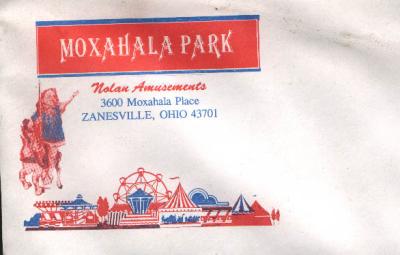 MOXAHALA PARK
Nolan Amusements
3600 Moxahala Place
ZANESVILLE, OHIO 43701